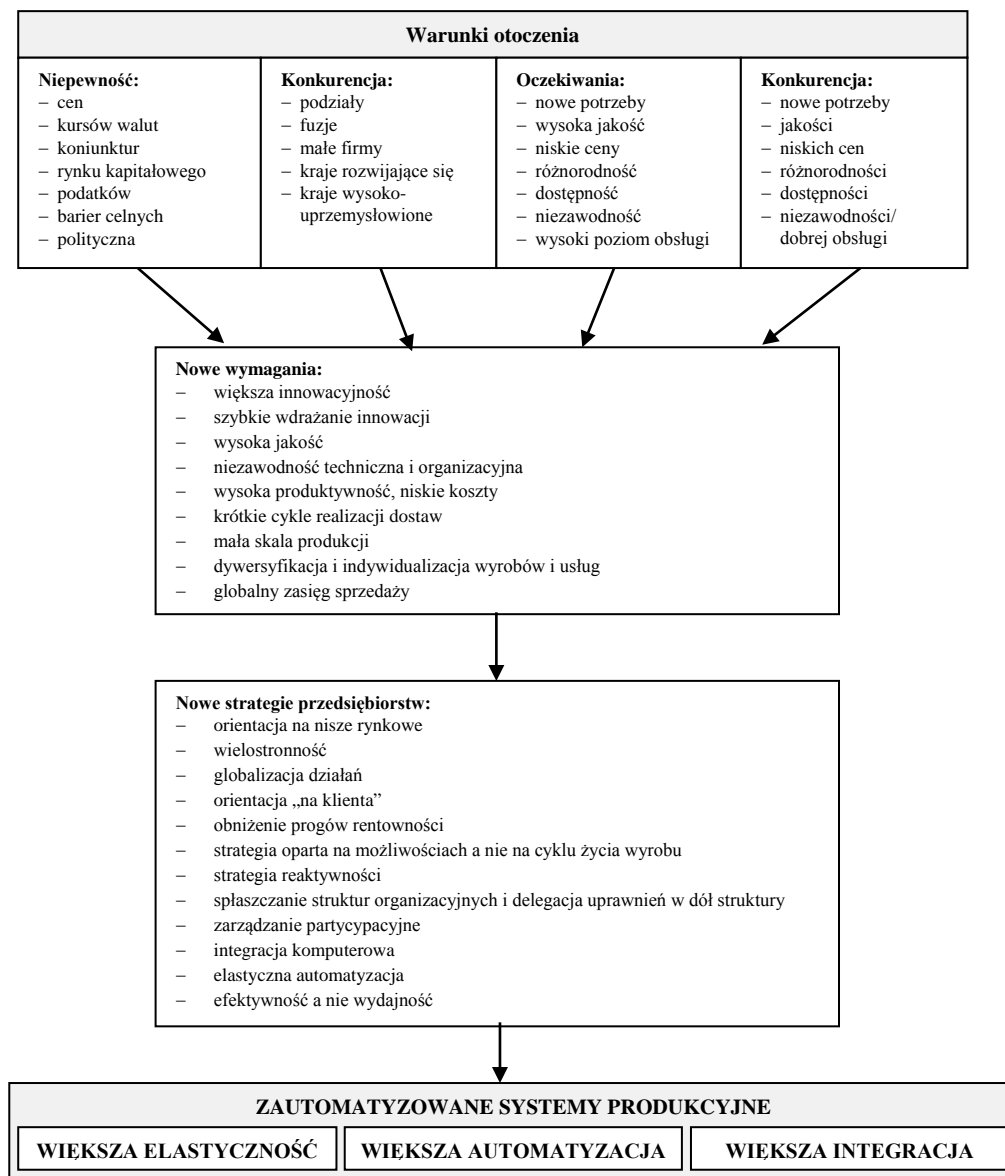 Warunki otoczenia
Niepewność:
– cen
– kursów walut
– koniunktur
– rynku kapitałowego
– podatków
– barier celnych
– polityczna
Konkurencja:
– podziały
– fuzje
– małe firmy
– kraje rozwijające się
– kraje wysoko-
uprzemysłowione
Oczekiwania:
– nowe potrzeby
– wysoka jakość
– niskie ceny
– różnorodność
– dostępność
– niezawodność
– wysoki poziom obsługi
Konkurencja:
– nowe potrzeby
– jakości
– niskich cen
– różnorodności
– dostępności
– niezawodności/
dobrej obsługi
Nowe wymagania:
– większa innowacyjność
– szybkie wdrażanie innowacji
– wysoka jakość
– niezawodność techniczna i organizacyjna
– wysoka produktywność, niskie koszty
– krótkie cykle realizacji dostaw
– mała skala produkcji
– dywersyfikacja i indywidualizacja wyrobów i usług
– globalny zasięg sprzedaży
Nowe strategie przedsiębiorstw:
– orientacja na nisze rynkowe
– wielostronność
– globalizacja działań
– orientacja „na klienta”
– obniżenie progów rentowności
– strategia oparta na możliwościach a nie na cyklu życia wyrobu
– strategia reaktywności
– spłaszczanie struktur organizacyjnych i delegacja uprawnień w dół struktury
– zarządzanie partycypacyjne
– integracja komputerowa
– elastyczna automatyzacja
– efektywność a nie wydajność
ZAUTOMATYZOWANE SYSTEMY PRODUKCYJNE
WIĘKSZA ELASTYCZNOŚĆ
WIĘKSZA AUTOMATYZACJA
WIĘKSZA INTEGRACJA